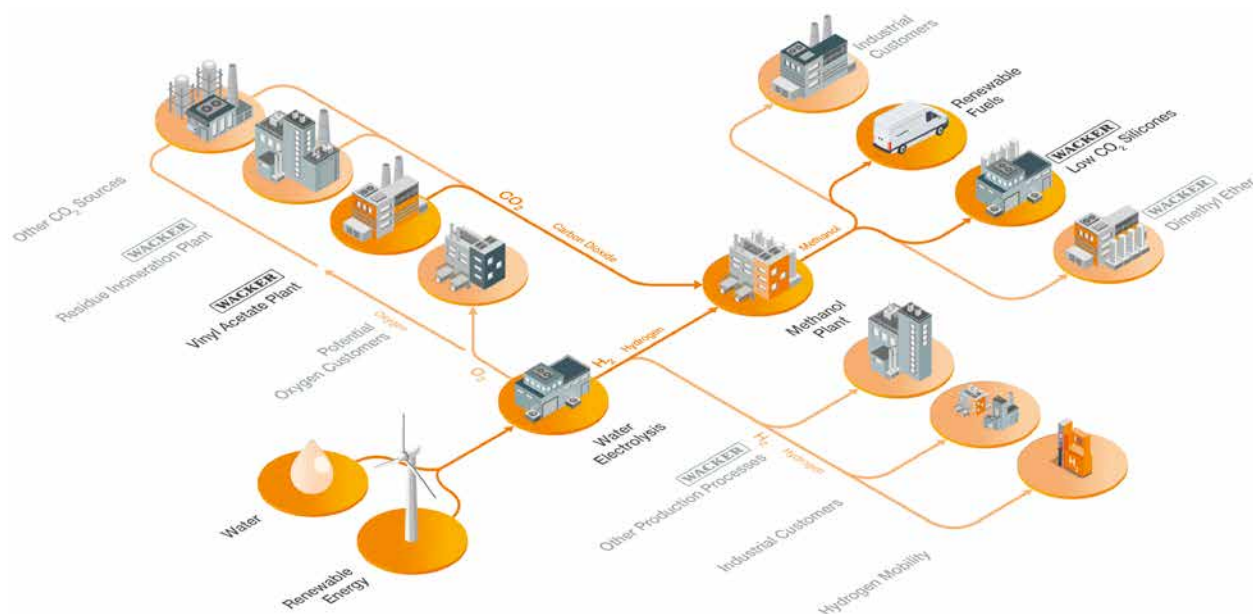 Industrial
Customers
Renewable
Fuels
WACKER
Low CO₂ Silicones
WACKER
Dimethyl Ether
Other CO₂ Sources
WACKER
Residue Incineration Plant
WACKER
Vinyl Acetate Plant
Potential
Oxygen Customers
CO₂
Carbon Dioxide
Methanol
Methanol
Plant
Oxygen
O₂
H₂
Hydrogen
Water
Electrolysis
Water
Renewable
Energy
H₂
Hydrogen
WACKER
Other Production Processes
Industrial Customers
Hydrogen Mobility
H